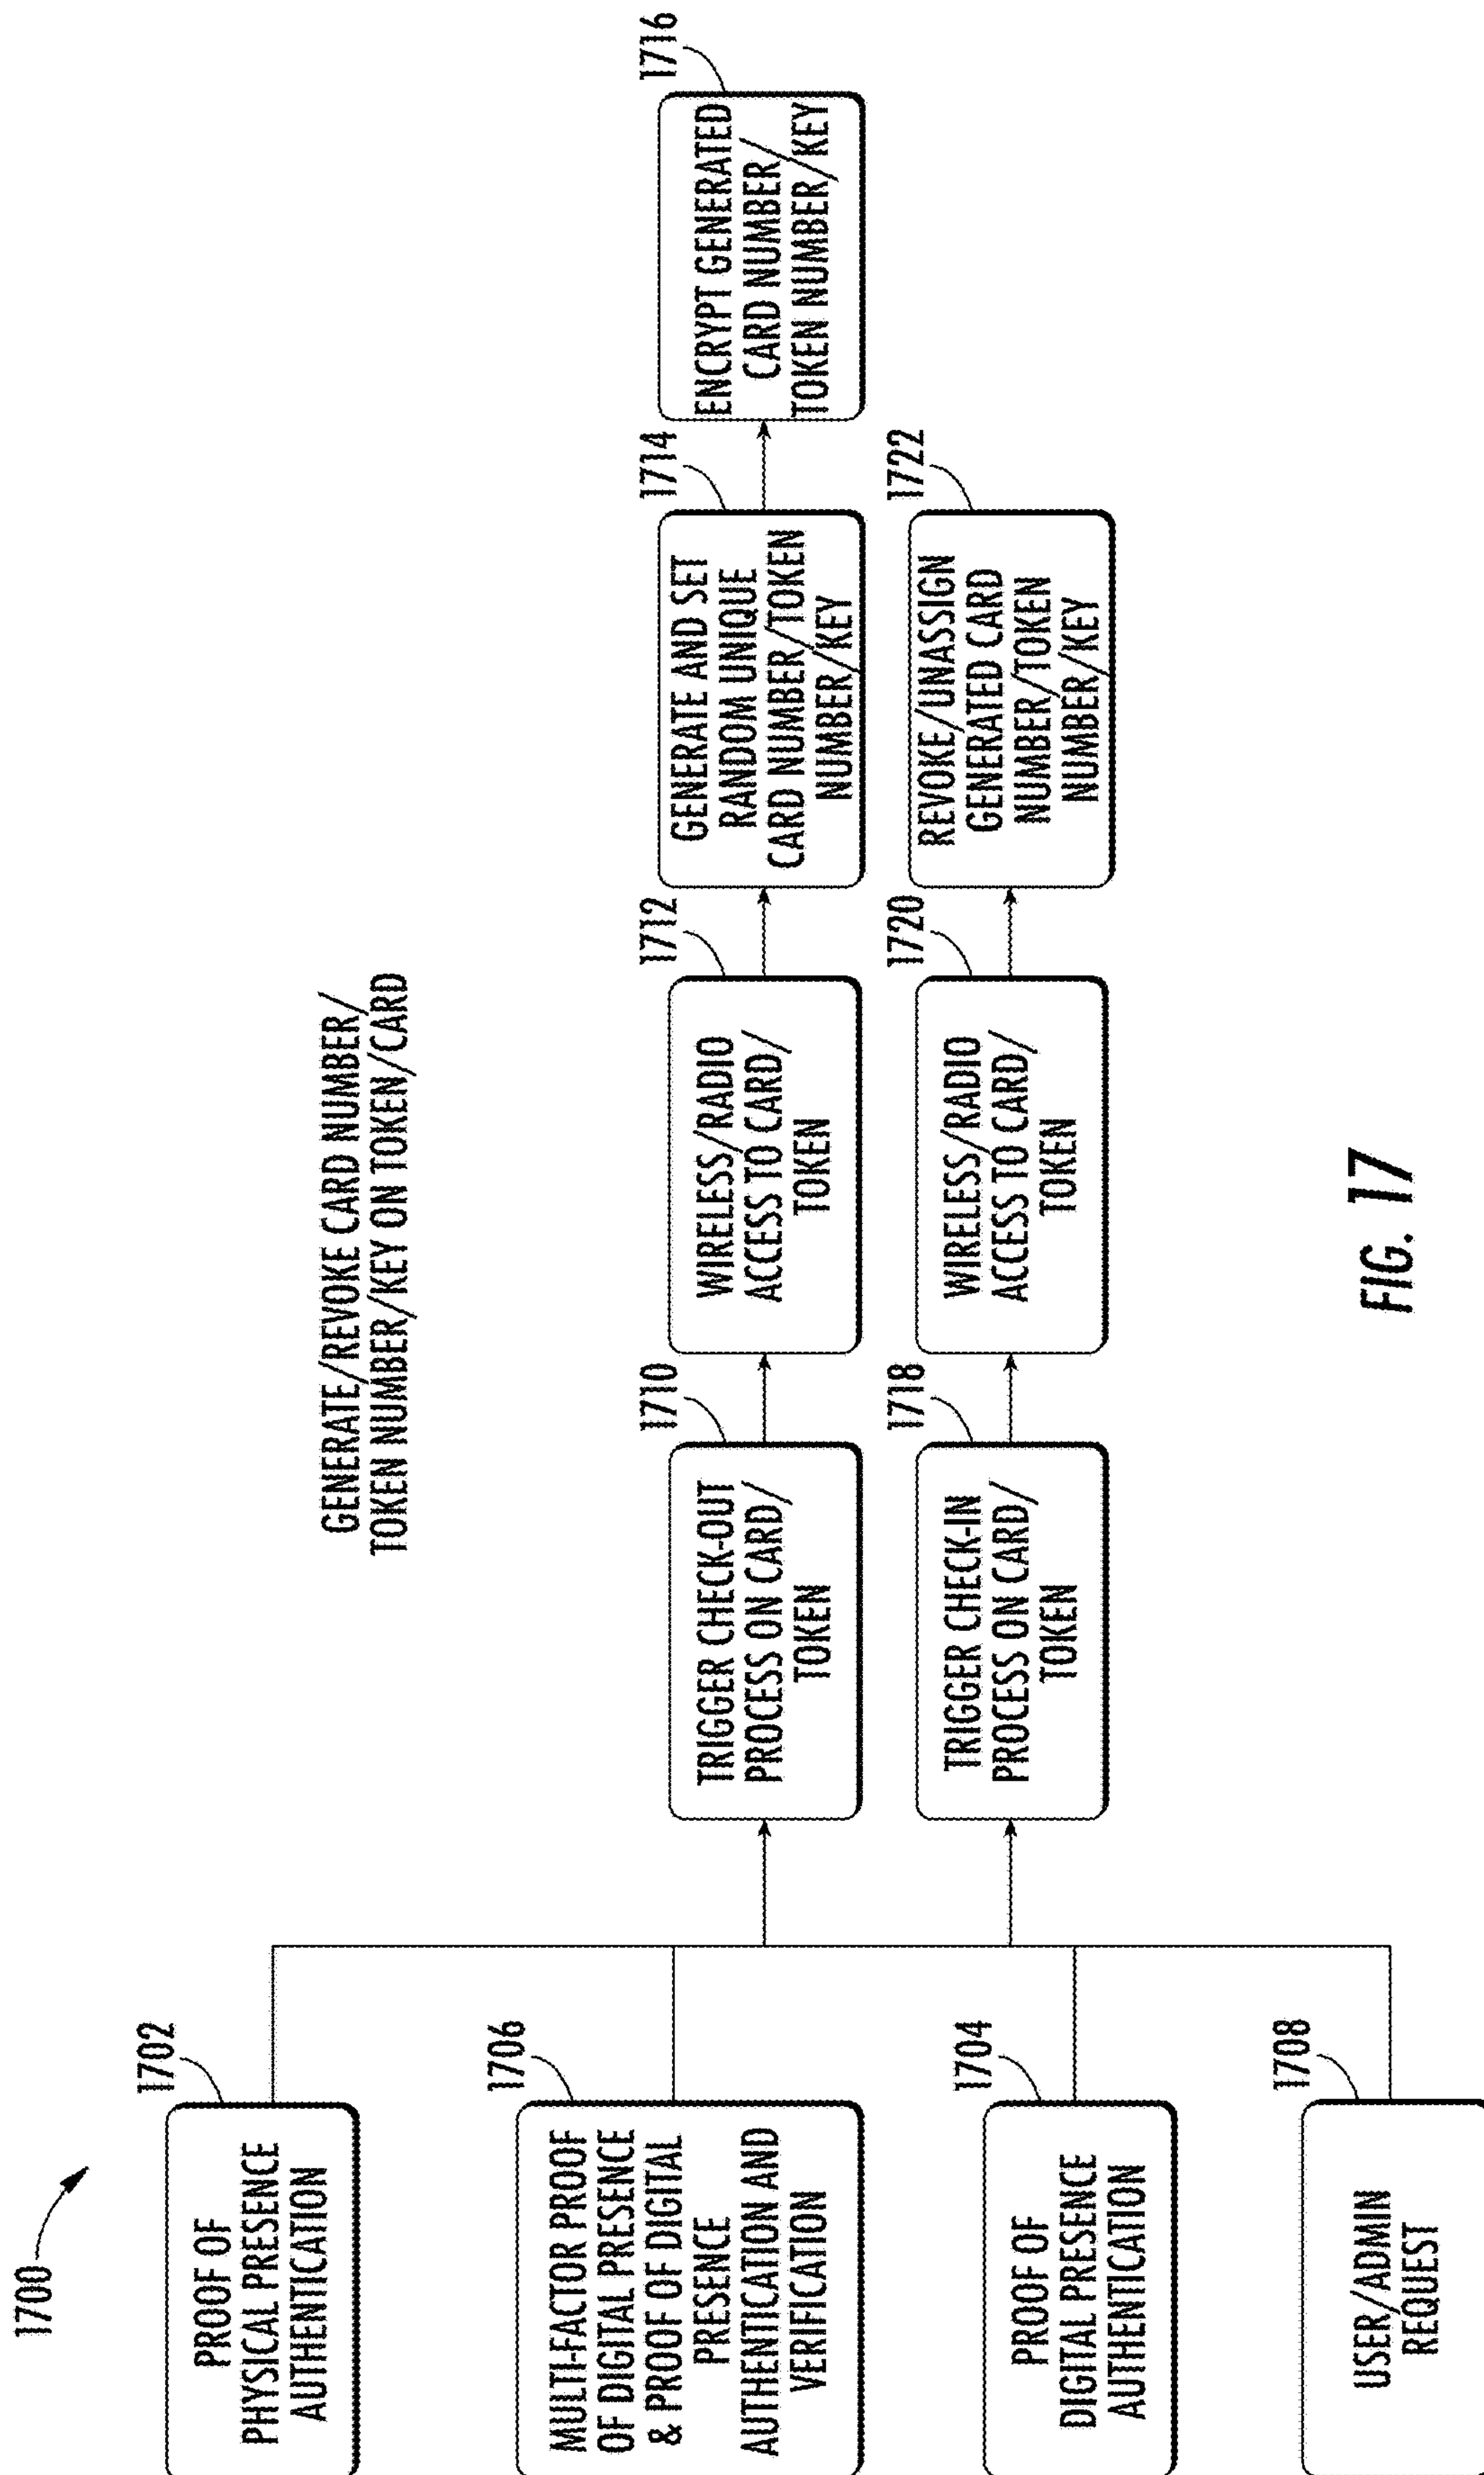 1700
GENERATE/REVOKE CARD NUMBER/
TOKEN NUMBER/KEY ON TOKEN/CARD
1702
PROOF OF
PHYSICAL PRESENCE
AUTHENTICATION
1706
MULTI-FACTOR PROOF
OF DIGITAL PRESENCE
& PROOF OF DIGITAL
PRESENCE
AUTHENTICATION AND
VERIFICATION
1704
PROOF OF
DIGITAL PRESENCE
AUTHENTICATION
1708
USER/ADMIN
REQUEST
1710
TRIGGER CHECK-OUT
PROCESS ON CARD/
TOKEN
1712
WIRELESS/RADIO
ACCESS TO CARD/
TOKEN
1714
GENERATE AND SET
RANDOM UNIQUE
CARD NUMBER/TOKEN
NUMBER/KEY
1716
ENCRYPT GENERATED
CARD NUMBER/
TOKEN NUMBER/KEY
1718
TRIGGER CHECK-IN
PROCESS ON CARD/
TOKEN
1720
WIRELESS/RADIO
ACCESS TO CARD/
TOKEN
1722
REVOKE/UNASSIGN
GENERATED CARD
NUMBER/TOKEN
NUMBER/KEY
FIG. 17